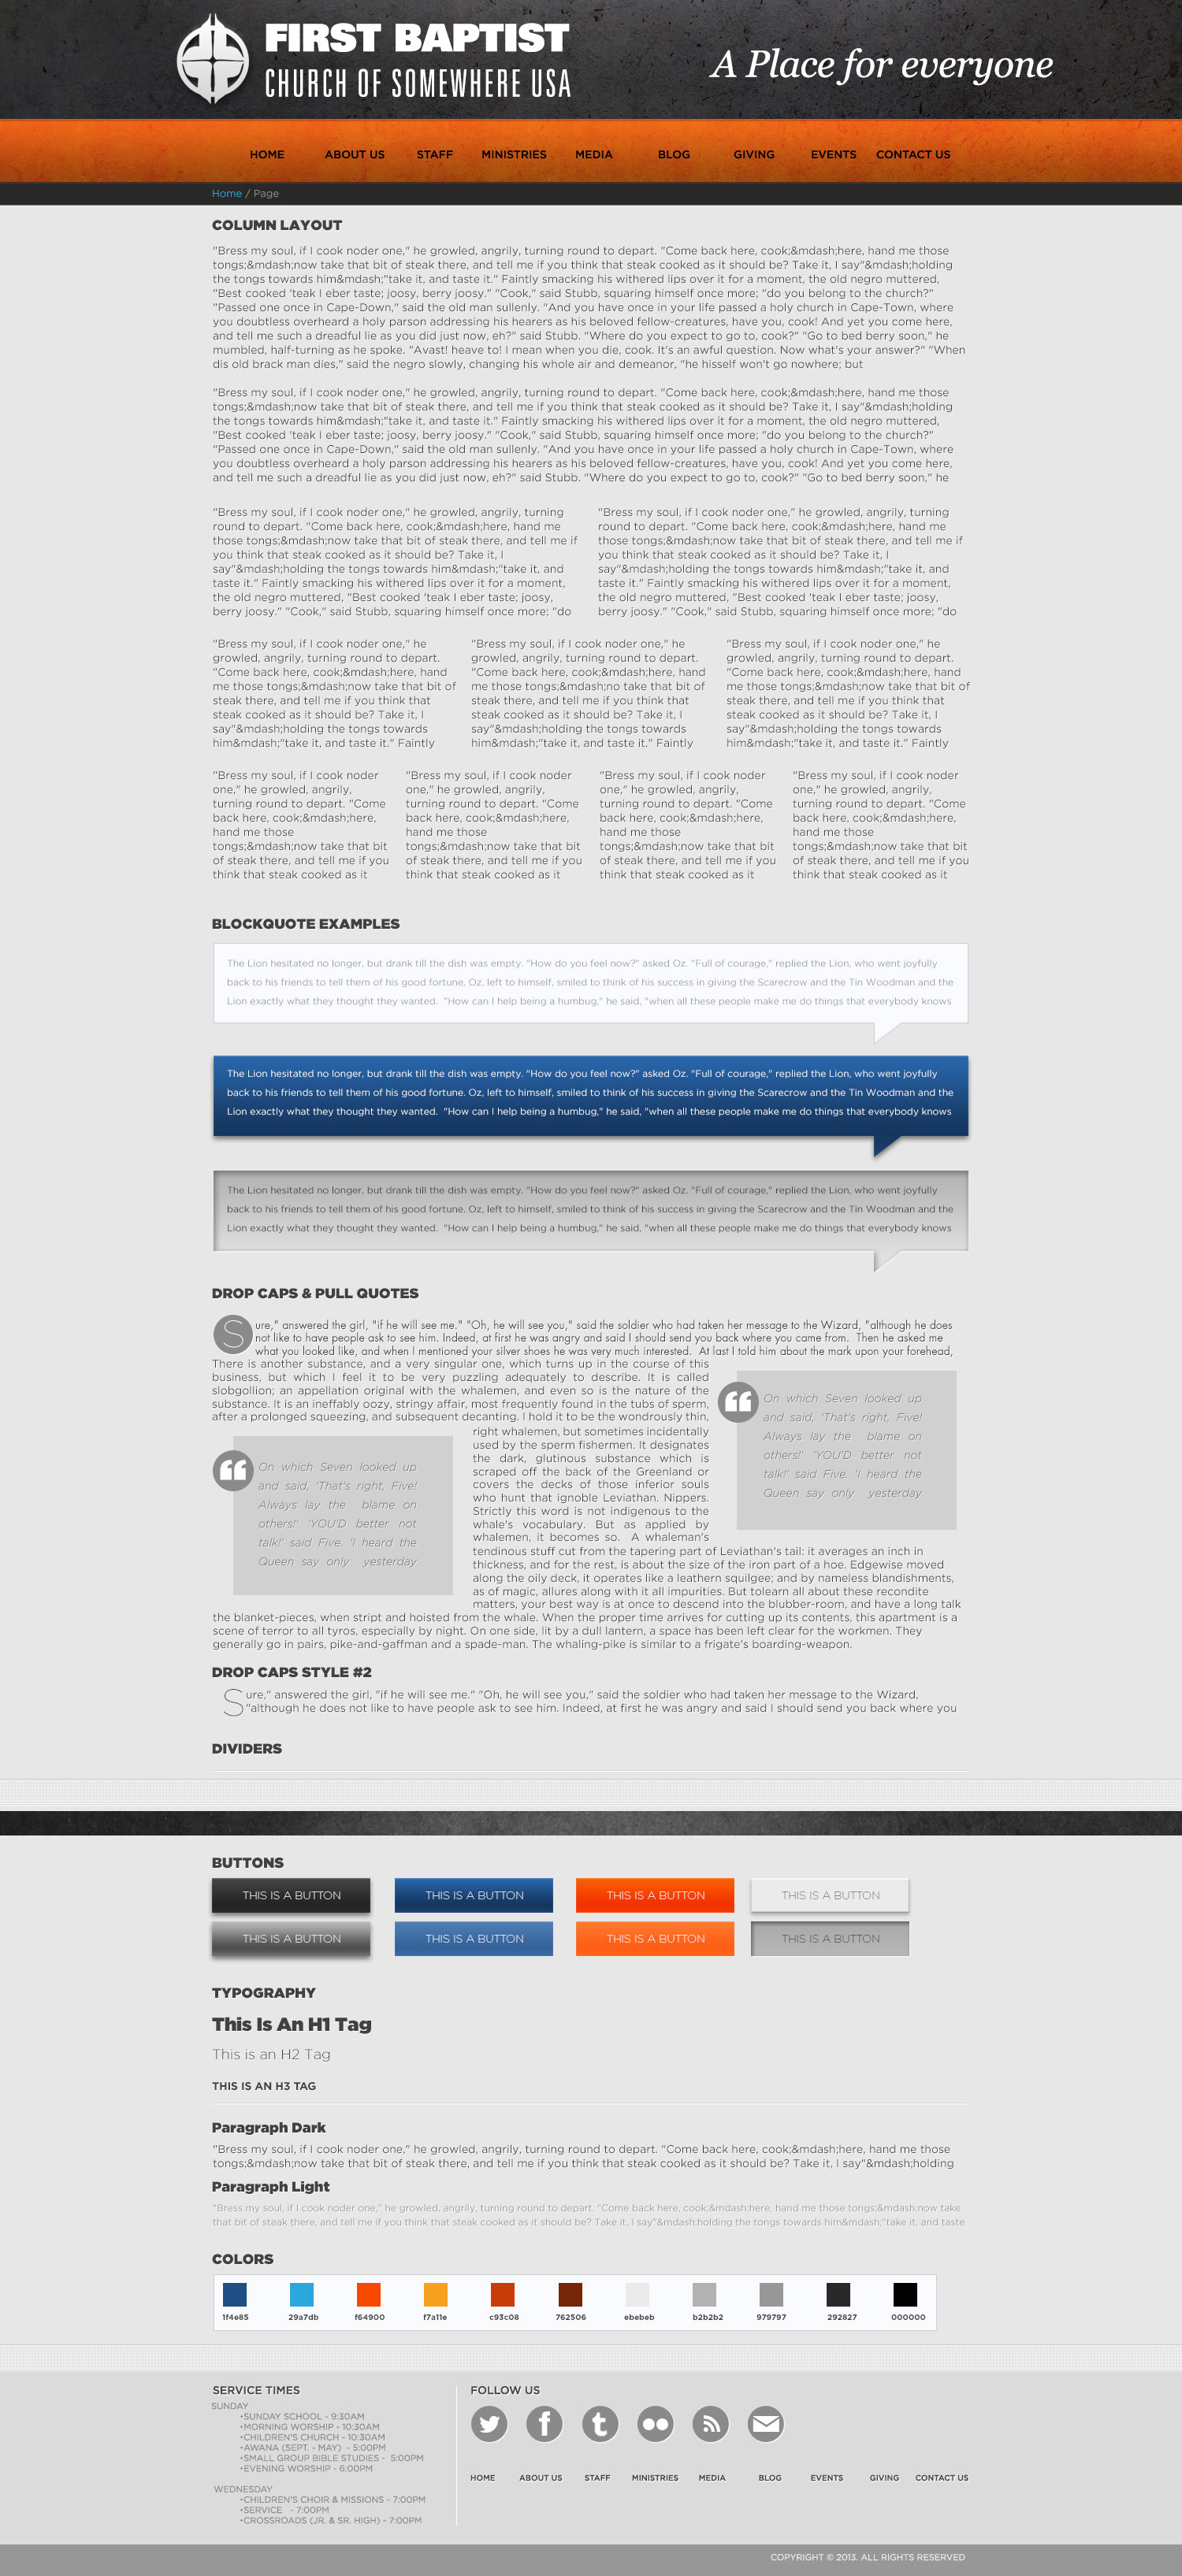 FIRST BAPTIST
CHURCH OF SOMEWHERE USA
A Place for everyone
HOME ABOUT US STAFF MINISTRIES MEDIA BLOG GIVING EVENTS CONTACT US
Home / Page
COLUMN LAYOUT
"Bress my soul, if I cook noder one," he growled, angrily, turning round to depart. "Come back here, cook;&mdash;here, hand me those
tongs;&mdash;now take that bit of steak there, and tell me if you think that steak cooked as it should be? Take it, I say"&mdash;holding
the tongs towards him&mdash;"take it, and taste it." Faintly smacking his withered lips over it for a moment, the old negro muttered,
"Best cooked 'teak I eber taste; joosy, berry joosy." "Cook," said Stubb, squaring himself once more; "do you belong to the church?"
"Passed one once in Cape-Down," said the old man sullenly. "And you have once in your life passed a holy church in Cape-Town, where
you doubtless overheard a holy parson addressing his hearers as his beloved fellow-creatures, have you, cook! And yet you come here,
and tell me such a dreadful lie as you did just now, eh?" said Stubb. "Where do you expect to go to, cook?" "Go to bed berry soon," he
mumbled, half-turning as he spoke. "Avast! heave to! I mean when you die, cook. It's an awful question. Now what's your answer?" "When
dis old brack man dies," said the negro slowly, changing his whole air and demeanor, "he hisself won't go nowhere; but
"Bress my soul, if I cook noder one," he growled, angrily, turning round to depart. "Come back here, cook;&mdash;here, hand me those
tongs;&mdash;now take that bit of steak there, and tell me if you think that steak cooked as it should be? Take it, I say"&mdash;holding
the tongs towards him&mdash;"take it, and taste it." Faintly smacking his withered lips over it for a moment, the old negro muttered,
"Best cooked 'teak I eber taste; joosy, berry joosy." "Cook," said Stubb, squaring himself once more; "do you belong to the church?"
"Passed one once in Cape-Down," said the old man sullenly. "And you have once in your life passed a holy church in Cape-Town, where
you doubtless overheard a holy parson addressing his hearers as his beloved fellow-creatures, have you, cook! And yet you come here,
and tell me such a dreadful lie as you did just now, eh?" said Stubb. "Where do you expect to go to, cook?" "Go to bed berry soon," he
"Bress my soul, if I cook noder one," he growled, angrily, turning
round to depart. "Come back here, cook;&mdash;here, hand me
those tongs;&mdash;now take that bit of steak there, and tell me if
you think that steak cooked as it should be? Take it, I
say"&mdash;holding the tongs towards him&mdash;"take it, and
taste it." Faintly smacking his withered lips over it for a moment,
the old negro muttered, "Best cooked 'teak I eber taste; joosy,
berry joosy." "Cook," said Stubb, squaring himself once more; "do
"Bress my soul, if I cook noder one," he growled, angrily, turning
round to depart. "Come back here, cook;&mdash;here, hand me
those tongs;&mdash;now take that bit of steak there, and tell me if
you think that steak cooked as it should be? Take it, I
say"&mdash;holding the tongs towards him&mdash;"take it, and
taste it." Faintly smacking his withered lips over it for a moment,
the old negro muttered, "Best cooked 'teak I eber taste; joosy,
berry joosy." "Cook," said Stubb, squaring himself once more; "do
"Bress my soul, if I cook noder one," he
growled, angrily, turning round to depart.
"Come back here, cook;&mdash;here, hand
me those tongs;&mdash;now take that bit of
steak there, and tell me if you think that
steak cooked as it should be? Take it, I
say"&mdash;holding the tongs towards
him&mdash;"take it, and taste it." Faintly
"Bress my soul, if I cook noder one," he
growled, angrily, turning round to depart.
"Come back here, cook;&mdash;here, hand
me those tongs;&mdash;no take that bit of
steak there, and tell me if you think that
steak cooked as it should be? Take it, I
say"&mdash;holding the tongs towards
him&mdash;"take it, and taste it." Faintly
"Bress my soul, if I cook noder one," he
growled, angrily, turning round to depart.
"Come back here, cook;&mdash;here, hand
me those tongs;&mdash;now take that bit of
steak there, and tell me if you think that
steak cooked as it should be? Take it, I
say"&mdash;holding the tongs towards
him&mdash;"take it, and taste it." Faintly
"Bress my soul, if I cook noder
one," he growled, angrily,
turning round to depart. "Come
back here, cook;&mdash;here,
hand me those
tongs;&mdash;now take that bit
of steak there, and tell me if you
think that steak cooked as it
"Bress my soul, if I cook noder
one," he growled, angrily,
turning round to depart. "Come
back here, cook;&mdash;here,
hand me those
tongs;&mdash;now take that bit
of steak there, and tell me if you
think that steak cooked as it
"Bress my soul, if I cook noder
one," he growled, angrily,
turning round to depart. "Come
back here, cook;&mdash;here,
hand me those
tongs;&mdash;now take that bit
of steak there, and tell me if you
think that steak cooked as it
"Bress my soul, if I cook noder
one," he growled, angrily,
turning round to depart. "Come
back here, cook;&mdash;here,
hand me those
tongs;&mdash;now take that bit
of steak there, and tell me if you
think that steak cooked as it
BLOCKQUOTE EXAMPLES
The Lion hesitated no longer, but drank till the dish was empty. "How do you feel now?" asked Oz. "Full of courage," replied the Lion, who went joyfully
back to his friends to tell them of his good fortune. Oz, left to himself, smiled to think of his success in giving the Scarecrow and the Tin Woodman and the
Lion exactly what they thought they wanted. "How can I help being a humbug," he said, "when all these people make me do things that everybody knows
The Lion hesitated no longer, but drank till the dish was empty. "How do you feel now?" asked Oz. "Full of courage," replied the Lion, who went joyfully
back to his friends to tell them of his good fortune. Oz, left to himself, smiled to think of his success in giving the Scarecrow and the Tin Woodman and the
Lion exactly what they thought they wanted. "How can I help being a humbug," he said, "when all these people make me do things that everybody knows
The Lion hesitated no longer, but drank till the dish was empty. "How do you feel now?" asked Oz. "Full of courage," replied the Lion, who went joyfully
back to his friends to tell them of his good fortune. Oz, left to himself, smiled to think of his success in giving the Scarecrow and the Tin Woodman and the
Lion exactly what they thought they wanted. "How can I help being a humbug," he said, "when all these people make me do things that everybody knows
DROP CAPS & PULL QUOTES
Sure," answered the girl, "if he will see me." "Oh, he will see you," said the soldier who had taken her message to the Wizard, "although he does
not like to have people ask to see him. Indeed, at first he was angry and said I should send you back where you came from. Then he asked me
what you looked like, and when I mentioned your silver shoes he was very much interested. At last I told him about the mark upon your forehead,
There is another substance, and a very singular one, which turns up in the course of this
business, but which I feel it to be very puzzling adequately to describe. It is called
slobgollion; an appellation original with the whalemen, and even so is the nature of the
substance. It is an ineffably oozy, stringy affair, most frequently found in the tubs of sperm,
after a prolonged squeezing, and subsequent decanting. I hold it to be the wondrously thin,
right whalemen, but sometimes incidentally
used by the sperm fishermen. It designates
the dark, glutinous substance which is
scraped off the back of the Greenland or
covers the decks of those inferior souls
who hunt that ignoble Leviathan. Nippers.
Strictly this word is not indigenous to the
whale's vocabulary. But as applied by
whalemen, it becomes so. A whaleman's
tendinous stuff cut from the tapering part of Leviathan's tail: it averages an inch in
thickness, and for the rest, is about the size of the iron part of a hoe. Edgewise moved
along the oily deck, it operates like a leathern squilgee; and by nameless blandishments,
as of magic, allures along with it all impurities. But tolearn all about these recondite
matters, your best way is at once to descend into the blubber-room, and have a long talk
the blanket-pieces, when stript and hoisted from the whale. When the proper time arrives for cutting up its contents, this apartment is a
scene of terror to all tyros, especially by night. On one side, lit by a dull lantern, a space has been left clear for the workmen. They
generally go in pairs, pike-and-gaffman and a spade-man. The whaling-pike is similar to a frigate's boarding-weapon.
“
On which Seven looked up
and said, 'That's right, Five!
Always lay the blame on
others!' 'YOU'D better not
talk!' said Five. 'I heard the
Queen say only yesterday
“
On which Seven looked up
and said, 'That's right, Five!
Always lay the blame on
others!' 'YOU'D better not
talk!' said Five. 'I heard the
Queen say only yesterday
DROP CAPS STYLE #2
Sure," answered the girl, "if he will see me." "Oh, he will see you," said the soldier who had taken her message to the Wizard,
"although he does not like to have people ask to see him. Indeed, at first he was angry and said I should send you back where you
DIVIDERS
BUTTONS
THIS IS A BUTTON THIS IS A BUTTON THIS IS A BUTTON THIS IS A BUTTON
THIS IS A BUTTON THIS IS A BUTTON THIS IS A BUTTON THIS IS A BUTTON
TYPOGRAPHY
This Is An H1 Tag
This is an H2 Tag
THIS IS AN H3 TAG
Paragraph Dark
"Bress my soul, if I cook noder one," he growled, angrily, turning round to depart. "Come back here, cook;&mdash;here, hand me those
tongs;&mdash;now take that bit of steak there, and tell me if you think that steak cooked as it should be? Take it, I say"&mdash;holding
Paragraph Light
"Bress my soul, if I cook noder one," he growled, angrily, turning round to depart. "Come back here, cook;&mdash;here, hand me those tongs;&mdash;now take
that bit of steak there, and tell me if you think that steak cooked as it should be? Take it, I say"&mdash;holding the tongs towards him&mdash;"take it, and taste
COLORS
1f4e85 29a7db f64900 f7a11e c93c08 762506 ebebeb b2b2b2 979797 292827 000000
SERVICE TIMES
SUNDAY
•SUNDAY SCHOOL - 9:30AM
•MORNING WORSHIP - 10:30AM
•CHILDREN'S CHURCH - 10:30AM
•AWANA (SEPT. - MAY) - 5:00PM
•SMALL GROUP BIBLE STUDIES - 5:00PM
•EVENING WORSHIP - 6:00PM
WEDNESDAY
•CHILDREN'S CHOIR & MISSIONS - 7:00PM
•SERVICE - 7:00PM
•CROSSROADS (JR. & SR. HIGH) - 7:00PM
FOLLOW US
f t
HOME ABOUT US STAFF MINISTRIES MEDIA BLOG EVENTS GIVING CONTACT US
COPYRIGHT © 2013. ALL RIGHTS RESERVED